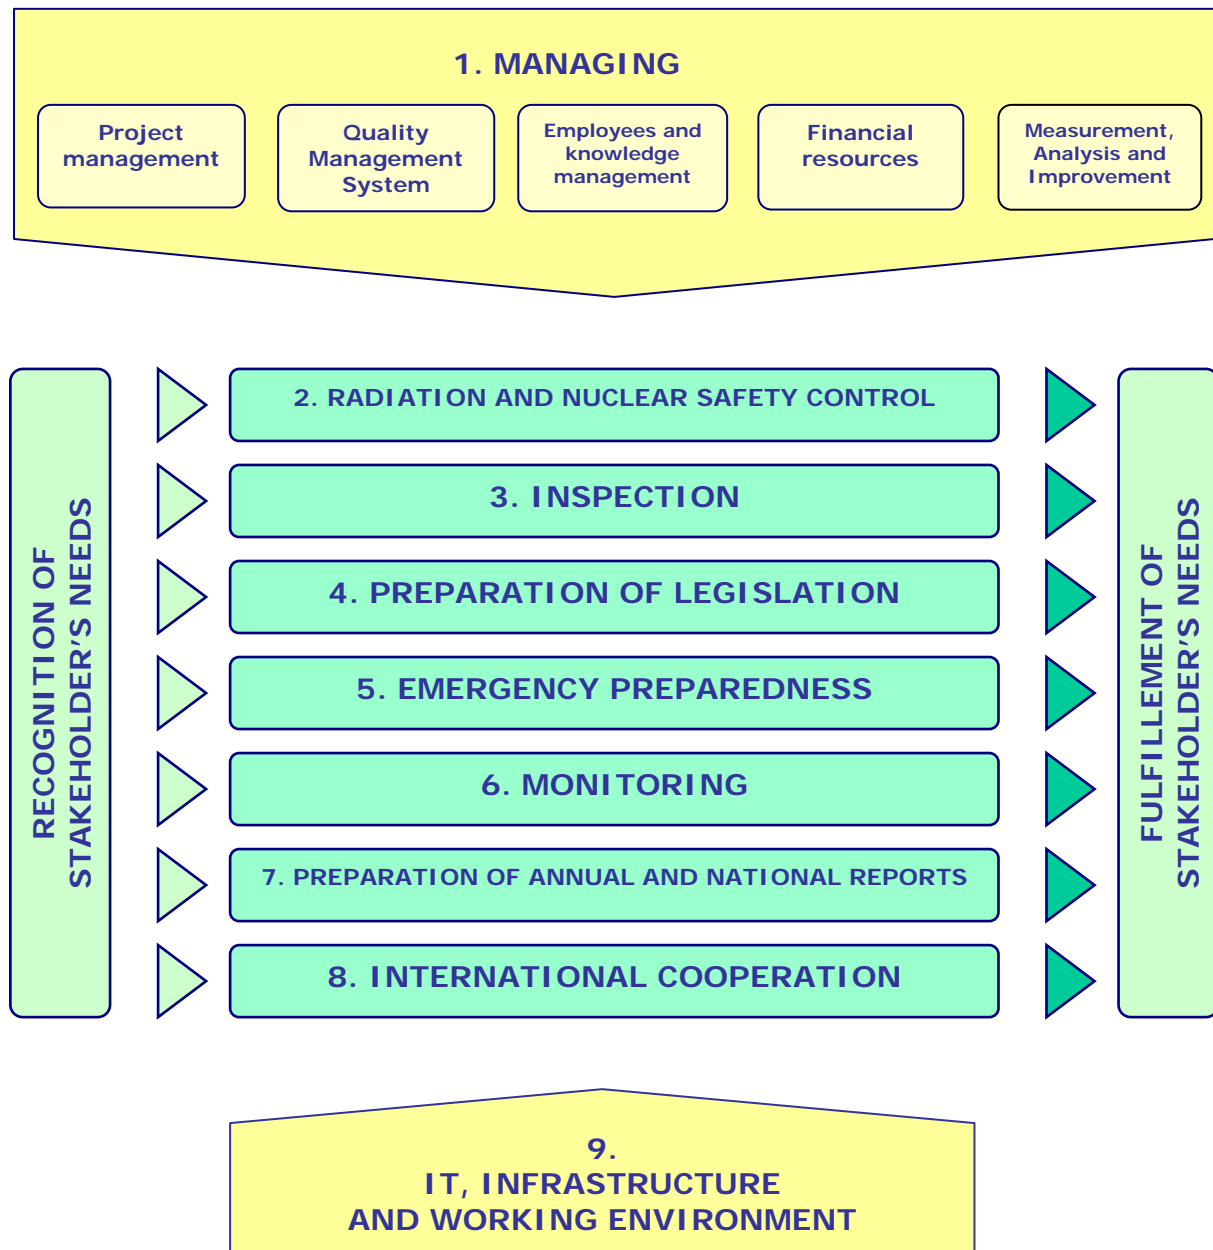 1. MANAGING
Project
management
Quality
Management
System
Employees and
knowledge
management
Financial
resources
Measurement,
Analysis and
Improvement
RECOGNITION OF
STAKEHOLDER'S NEEDS
2. RADIATION AND NUCLEAR SAFETY CONTROL
3. INSPECTION
4. PREPARATION OF LEGISLATION
5. EMERGENCY PREPAREDNESS
6. MONITORING
7. PREPARATION OF ANNUAL AND NATIONAL REPORTS
8. INTERNATIONAL COOPERATION
FULFILLEMENT OF
STAKEHOLDER'S NEEDS
9.
IT, INFRASTRUCTURE
AND WORKING ENVIRONMENT